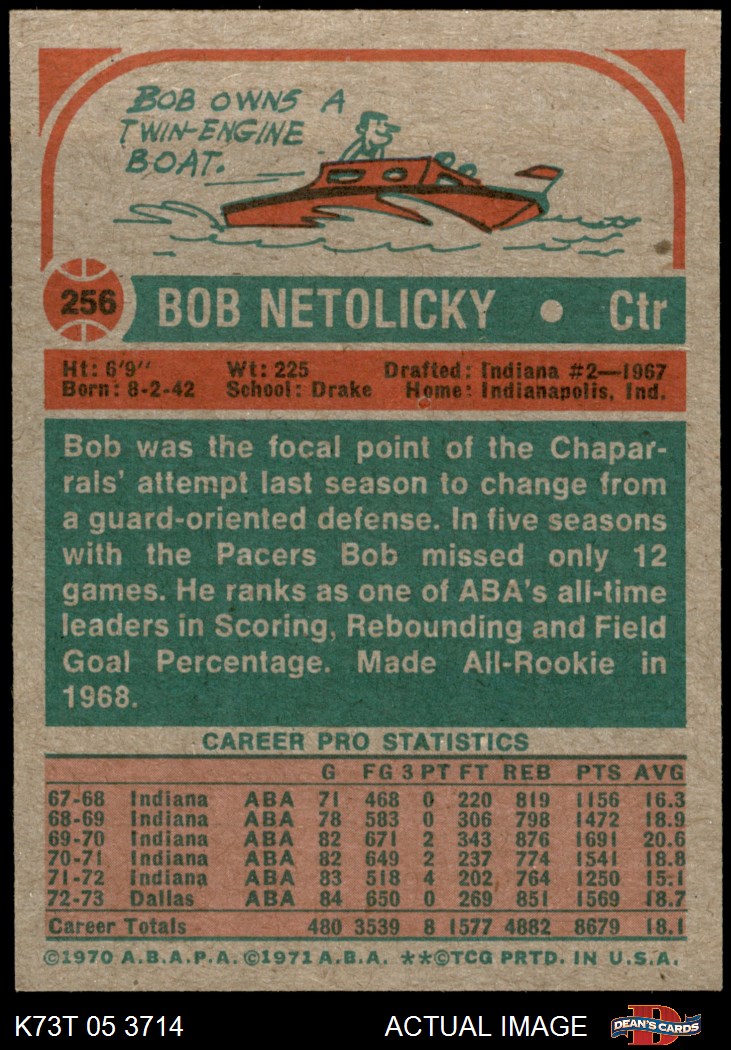 BOB OWNS A
TWIN-ENGINE
BOAT.
256 BOB NETOLICKY • Ctr
Ht: 6'9" Wt: 225 Drafted: Indiana #2—1967
Born: 8-2-42 School: Drake Home: Indianapolis, Ind.
Bob was the focal point of the Chapar-
rals' attempt last season to change from
a guard-oriented defense. In five seasons
with the Pacers Bob missed only 12
games. He ranks as one of ABA's all-time
leaders in Scoring, Rebounding and Field
Goal Percentage. Made All-Rookie in
1968.
CAREER PRO STATISTICS
G FG 3 PT FT REB PTS AVG
67-68 Indiana ABA 71 468 0 220 819 1156 16.3
68-69 Indiana ABA 78 583 0 306 798 1472 18.9
69-70 Indiana ABA 82 671 2 343 876 1691 20.6
70-71 Indiana ABA 82 649 2 237 774 1541 18.8
71-72 Indiana ABA 83 518 4 202 764 1250 15.1
72-73 Dallas ABA 84 650 0 269 851 1569 18.7
Career Totals 480 3539 8 1577 4882 8679 18.1
©1970 A.B.A.P.A. ©1971 A.B.A. **©TCG PRTD. IN U.S.A.
K73T 05 3714 ACTUAL IMAGE D DEAN'S CARDS